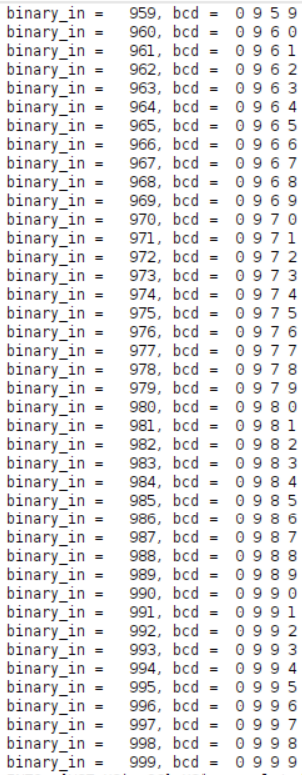 binary_in =   959, bcd =  0 9 5 9
binary_in =   960, bcd =  0 9 6 0
binary_in =   961, bcd =  0 9 6 1
binary_in =   962, bcd =  0 9 6 2
binary_in =   963, bcd =  0 9 6 3
binary_in =   964, bcd =  0 9 6 4
binary_in =   965, bcd =  0 9 6 5
binary_in =   966, bcd =  0 9 6 6
binary_in =   967, bcd =  0 9 6 7
binary_in =   968, bcd =  0 9 6 8
binary_in =   969, bcd =  0 9 6 9
binary_in =   970, bcd =  0 9 7 0
binary_in =   971, bcd =  0 9 7 1
binary_in =   972, bcd =  0 9 7 2
binary_in =   973, bcd =  0 9 7 3
binary_in =   974, bcd =  0 9 7 4
binary_in =   975, bcd =  0 9 7 5
binary_in =   976, bcd =  0 9 7 6
binary_in =   977, bcd =  0 9 7 7
binary_in =   978, bcd =  0 9 7 8
binary_in =   979, bcd =  0 9 7 9
binary_in =   980, bcd =  0 9 8 0
binary_in =   981, bcd =  0 9 8 1
binary_in =   982, bcd =  0 9 8 2
binary_in =   983, bcd =  0 9 8 3
binary_in =   984, bcd =  0 9 8 4
binary_in =   985, bcd =  0 9 8 5
binary_in =   986, bcd =  0 9 8 6
binary_in =   987, bcd =  0 9 8 7
binary_in =   988, bcd =  0 9 8 8
binary_in =   989, bcd =  0 9 8 9
binary_in =   990, bcd =  0 9 9 0
binary_in =   991, bcd =  0 9 9 1
binary_in =   992, bcd =  0 9 9 2
binary_in =   993, bcd =  0 9 9 3
binary_in =   994, bcd =  0 9 9 4
binary_in =   995, bcd =  0 9 9 5
binary_in =   996, bcd =  0 9 9 6
binary_in =   997, bcd =  0 9 9 7
binary_in =   998, bcd =  0 9 9 8
binary_in =   999, bcd =  0 9 9 9